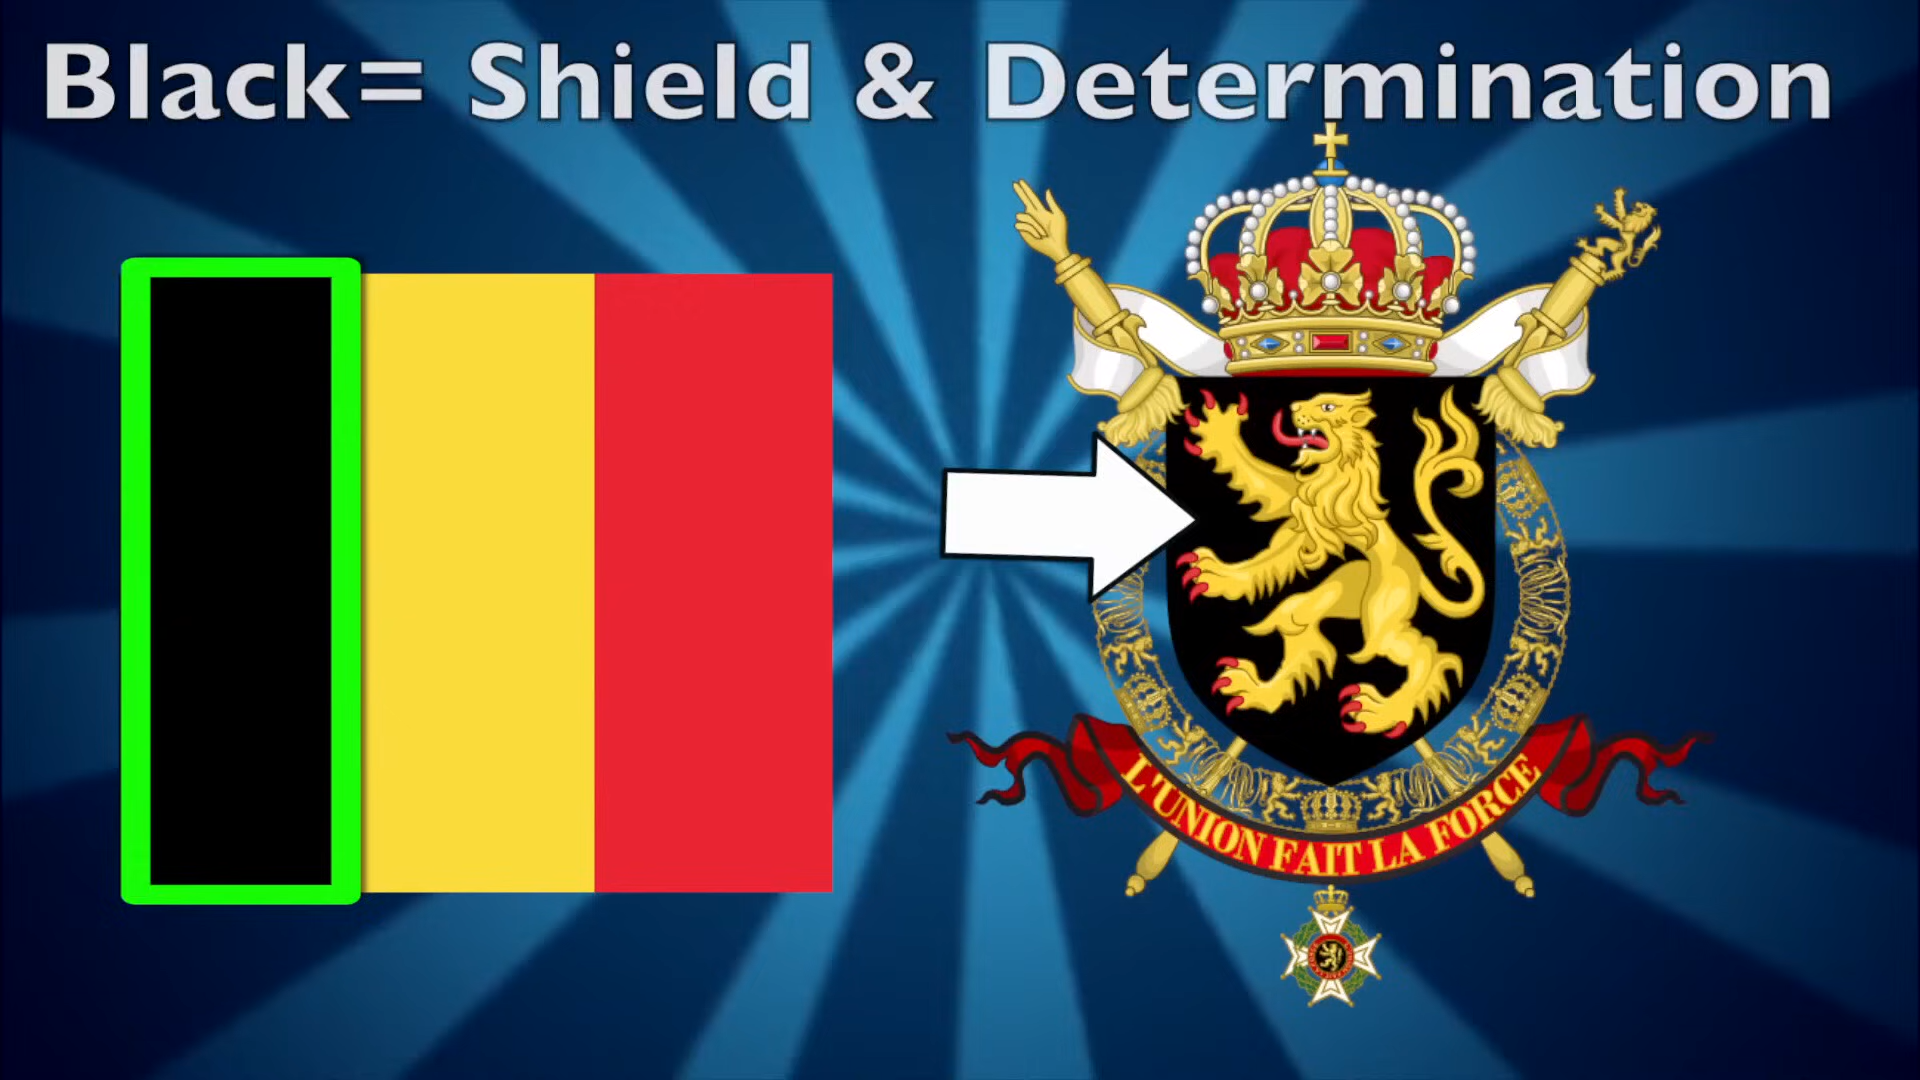 Black= Shield & Determination
L'UNION FAIT LA FORCE